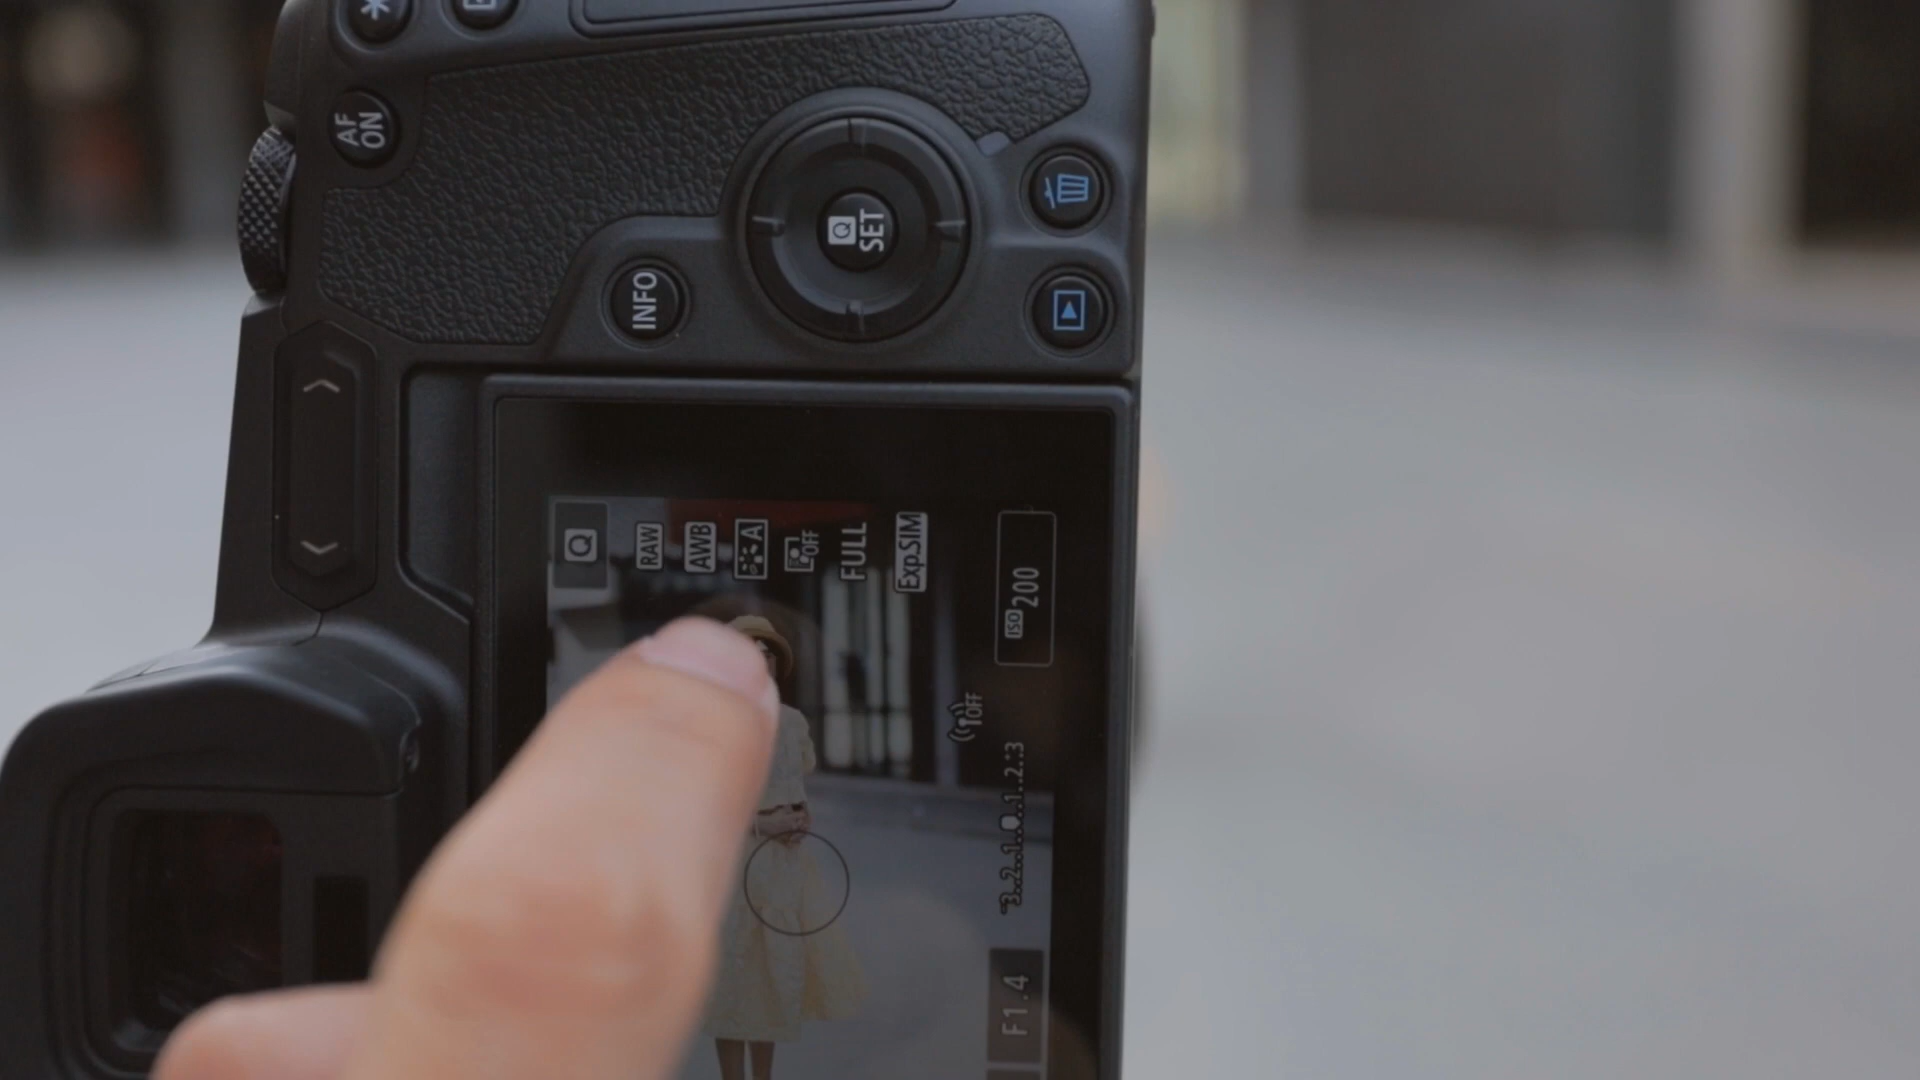 AF
ON
INFO
Q
SET
Q
RAW
AWB
A
OFF
FULL
Exp.SIM
ISO 200
OFF
-3..2..1..0..1..2..:3
F1.4